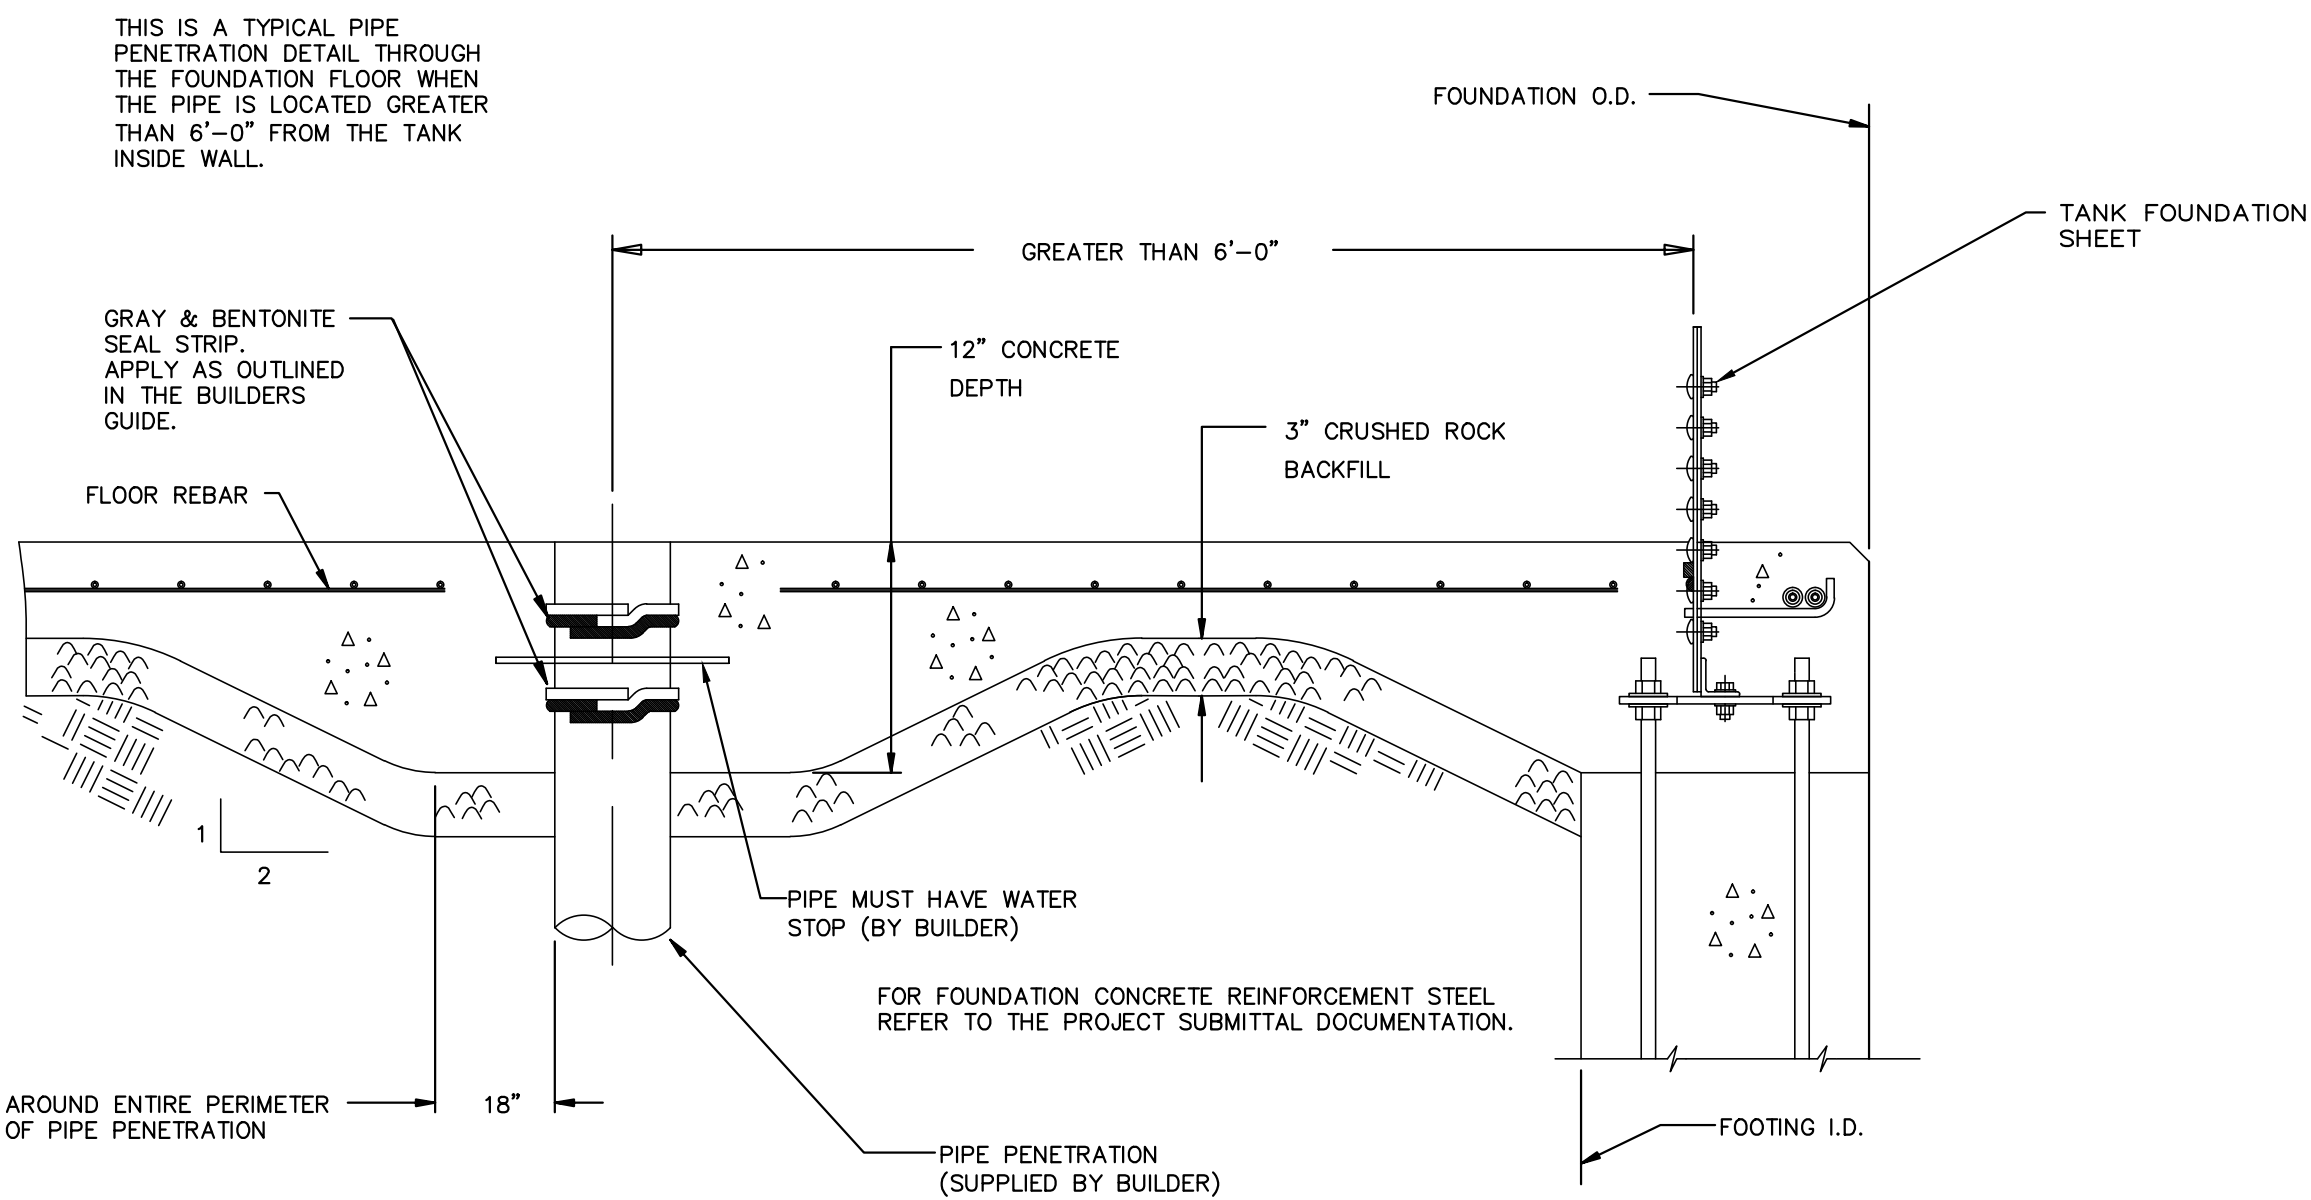 THIS IS A TYPICAL PIPE
PENETRATION DETAIL THROUGH
THE FOUNDATION FLOOR WHEN
THE PIPE IS LOCATED GREATER
THAN 6'-0" FROM THE TANK
INSIDE WALL.
FOUNDATION O.D.
TANK FOUNDATION
SHEET
GREATER THAN 6'-0"
GRAY & BENTONITE
SEAL STRIP.
APPLY AS OUTLINED
IN THE BUILDERS
GUIDE.
12" CONCRETE
DEPTH
3" CRUSHED ROCK
BACKFILL
FLOOR REBAR
1
2
PIPE MUST HAVE WATER
STOP (BY BUILDER)
FOR FOUNDATION CONCRETE REINFORCEMENT STEEL
REFER TO THE PROJECT SUBMITTAL DOCUMENTATION.
AROUND ENTIRE PERIMETER
OF PIPE PENETRATION
18"
FOOTING I.D.
PIPE PENETRATION
(SUPPLIED BY BUILDER)